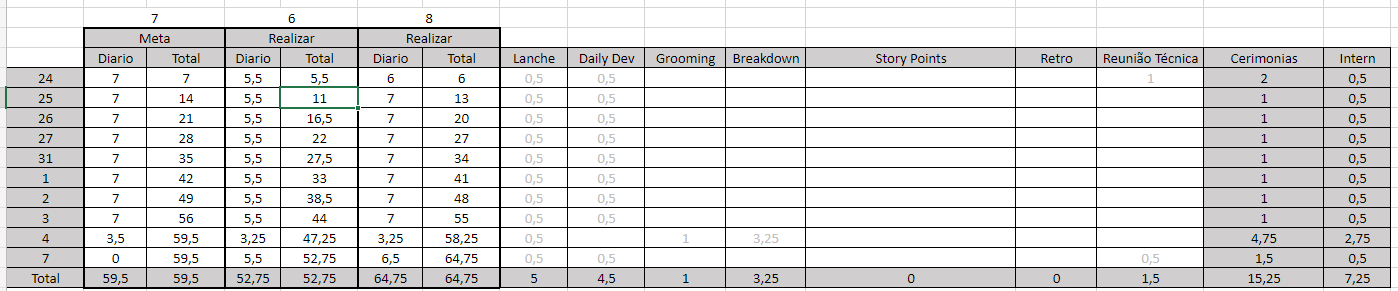 7 6 8
Meta Realizar Realizar
Diario Total Diario Total Diario Total Lanche Daily Dev Grooming Breakdown Story Points Retro Reunião Técnica Cerimonias Intern
24 7 7 5,5 5,5 6 6 0,5 0,5 1 2 0,5
25 7 14 5,5 11 7 13 0,5 0,5 1 0,5
26 7 21 5,5 16,5 7 20 0,5 0,5 1 0,5
27 7 28 5,5 22 7 27 0,5 0,5 1 0,5
31 7 35 5,5 27,5 7 34 0,5 0,5 1 0,5
1 7 42 5,5 33 7 41 0,5 0,5 1 0,5
2 7 49 5,5 38,5 7 48 0,5 0,5 1 0,5
3 7 56 5,5 44 7 55 0,5 0,5 1 0,5
4 3,5 59,5 3,25 47,25 3,25 58,25 0,5 1 3,25 4,75 2,75
7 0 59,5 5,5 52,75 6,5 64,75 0,5 0,5 0,5 1,5 0,5
Total 59,5 59,5 52,75 52,75 64,75 64,75 5 4,5 1 3,25 0 0 1,5 15,25 7,25